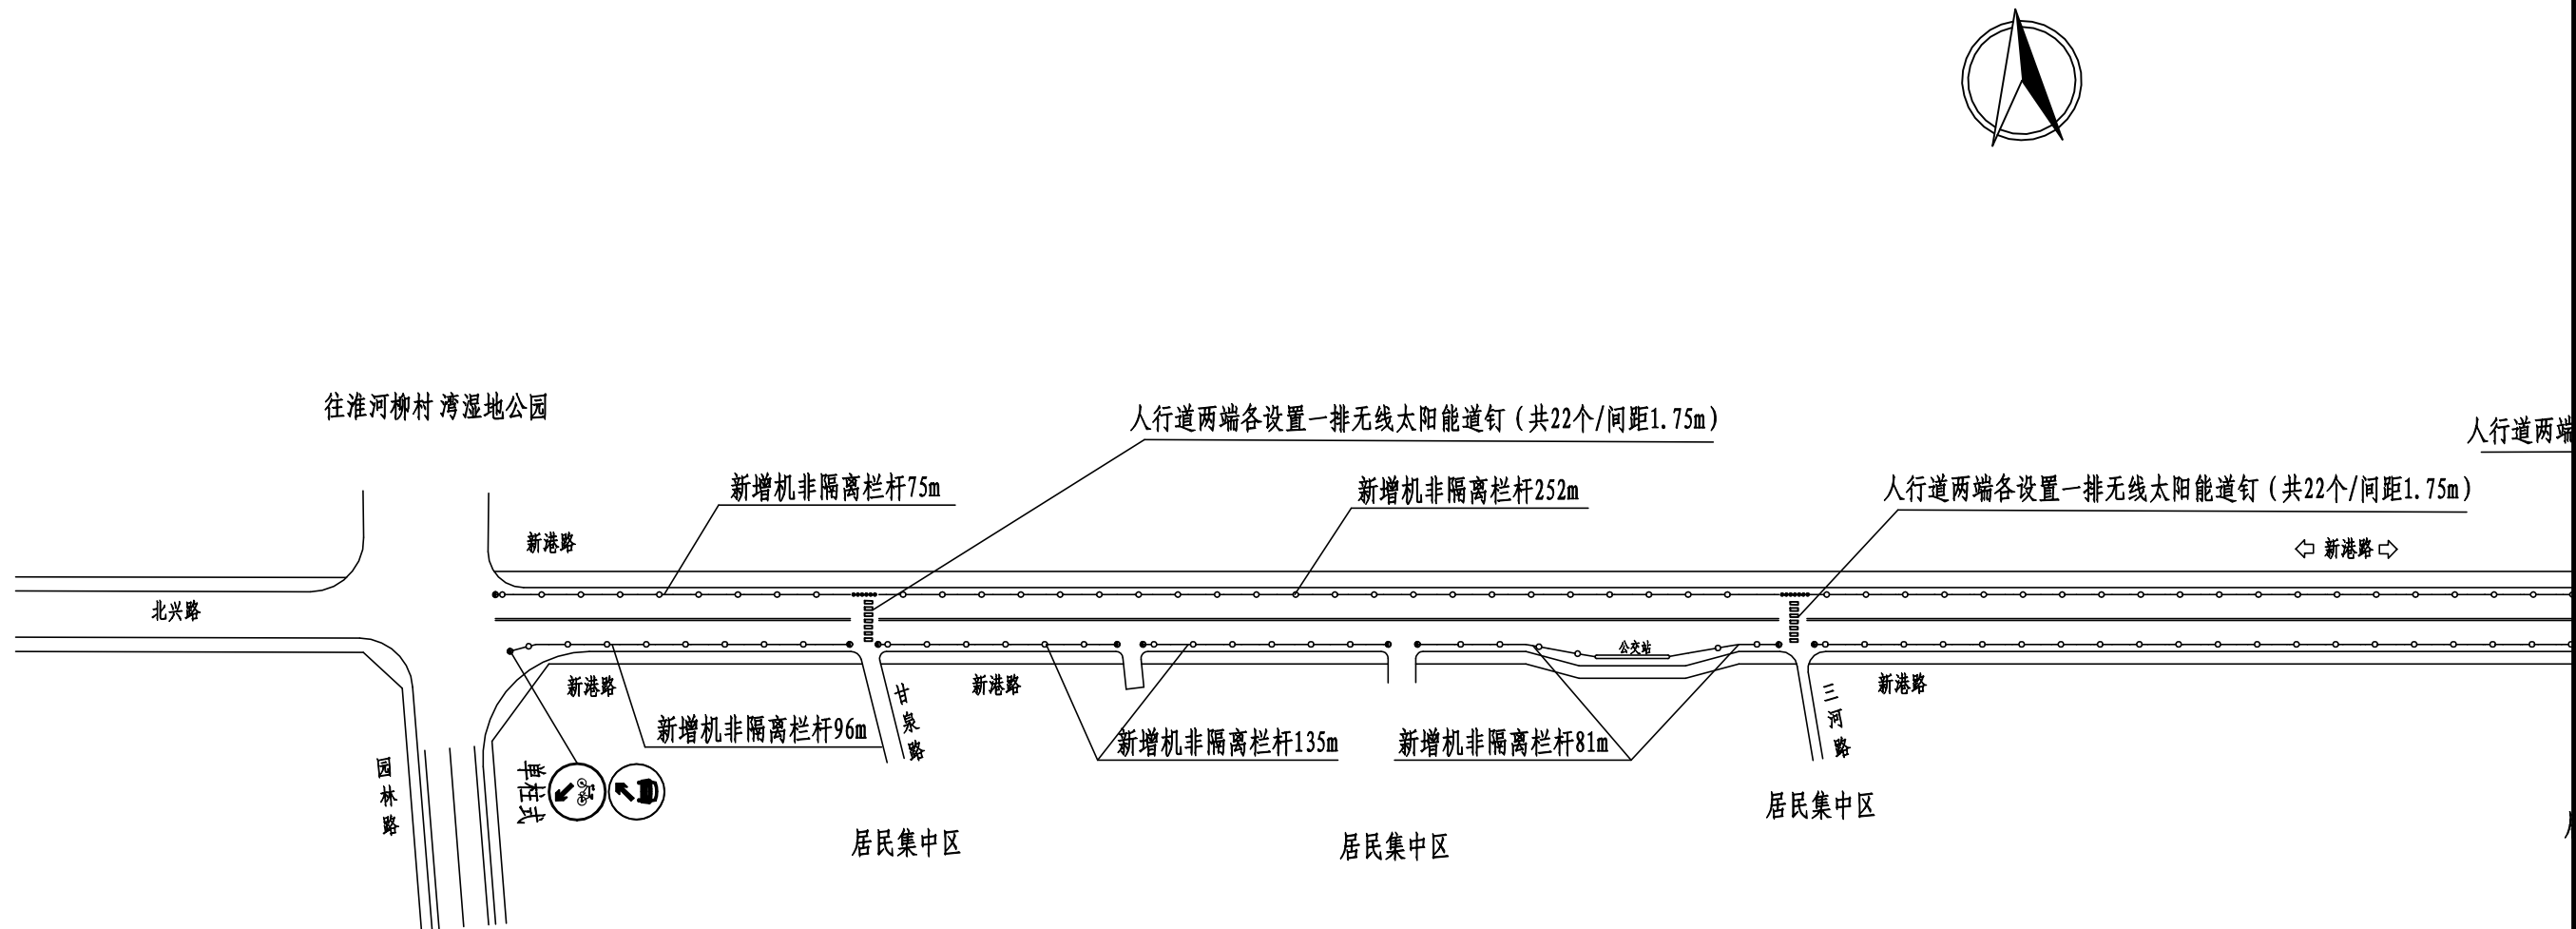 往淮河柳村 湾湿地公园
人行道两端各设置一排无线太阳能道钉（共22个/间距1.75m）
人行道两端
新增机非隔离栏杆75m
新增机非隔离栏杆252m
人行道两端各设置一排无线太阳能道钉（共22个/间距1.75m）
新港路
新港路
北兴路
公交站
新港路
新港路
新港路
甘泉路
三河路
新增机非隔离栏杆96m
新增机非隔离栏杆135m
新增机非隔离栏杆81m
园林路
单柱式
居民集中区
居民集中区
居民集中区